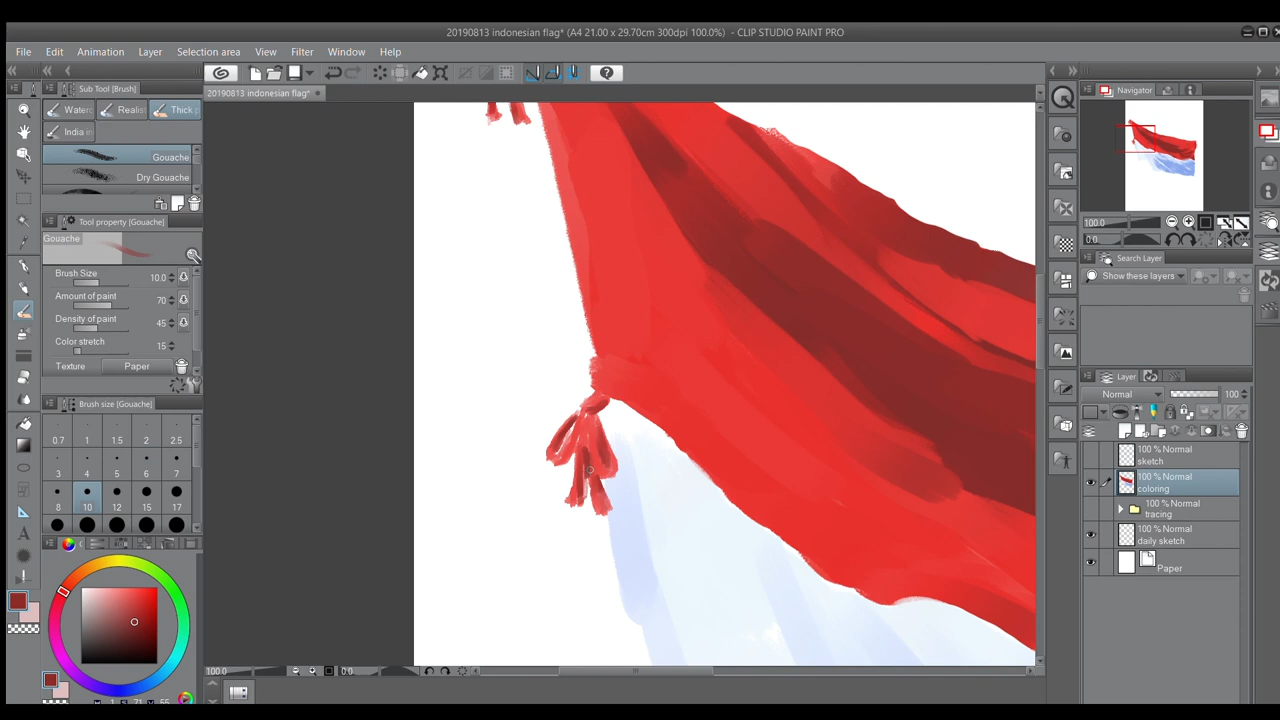 20190813 indonesian flag* (A4 21.00 x 29.70cm 300dpi 100.0%) - CLIP STUDIO PAINT PRO
File Edit Animation Layer Selection area View Filter Window Help
Sub Tool [Brush]
20190813 indonesian flag*
Navigator
Waterc Realis Thick p
India in
Gouache
Dry Gouache
Tool property [Gouache]
Gouache
Brush Size 10.0
Amount of paint 70
Density of paint 45
Color stretch 15
Texture Paper
Brush size [Gouache]
0.7 1 1.5 2 2.5
3 4 5 6 7
8 10 12 15 17
100.0
0.0
Search Layer
Show these layers
Layer
Normal 100
100 % Normal
sketch
100 % Normal
coloring
100 % Normal
tracing
100 % Normal
daily sketch
Paper
100.0 0.0